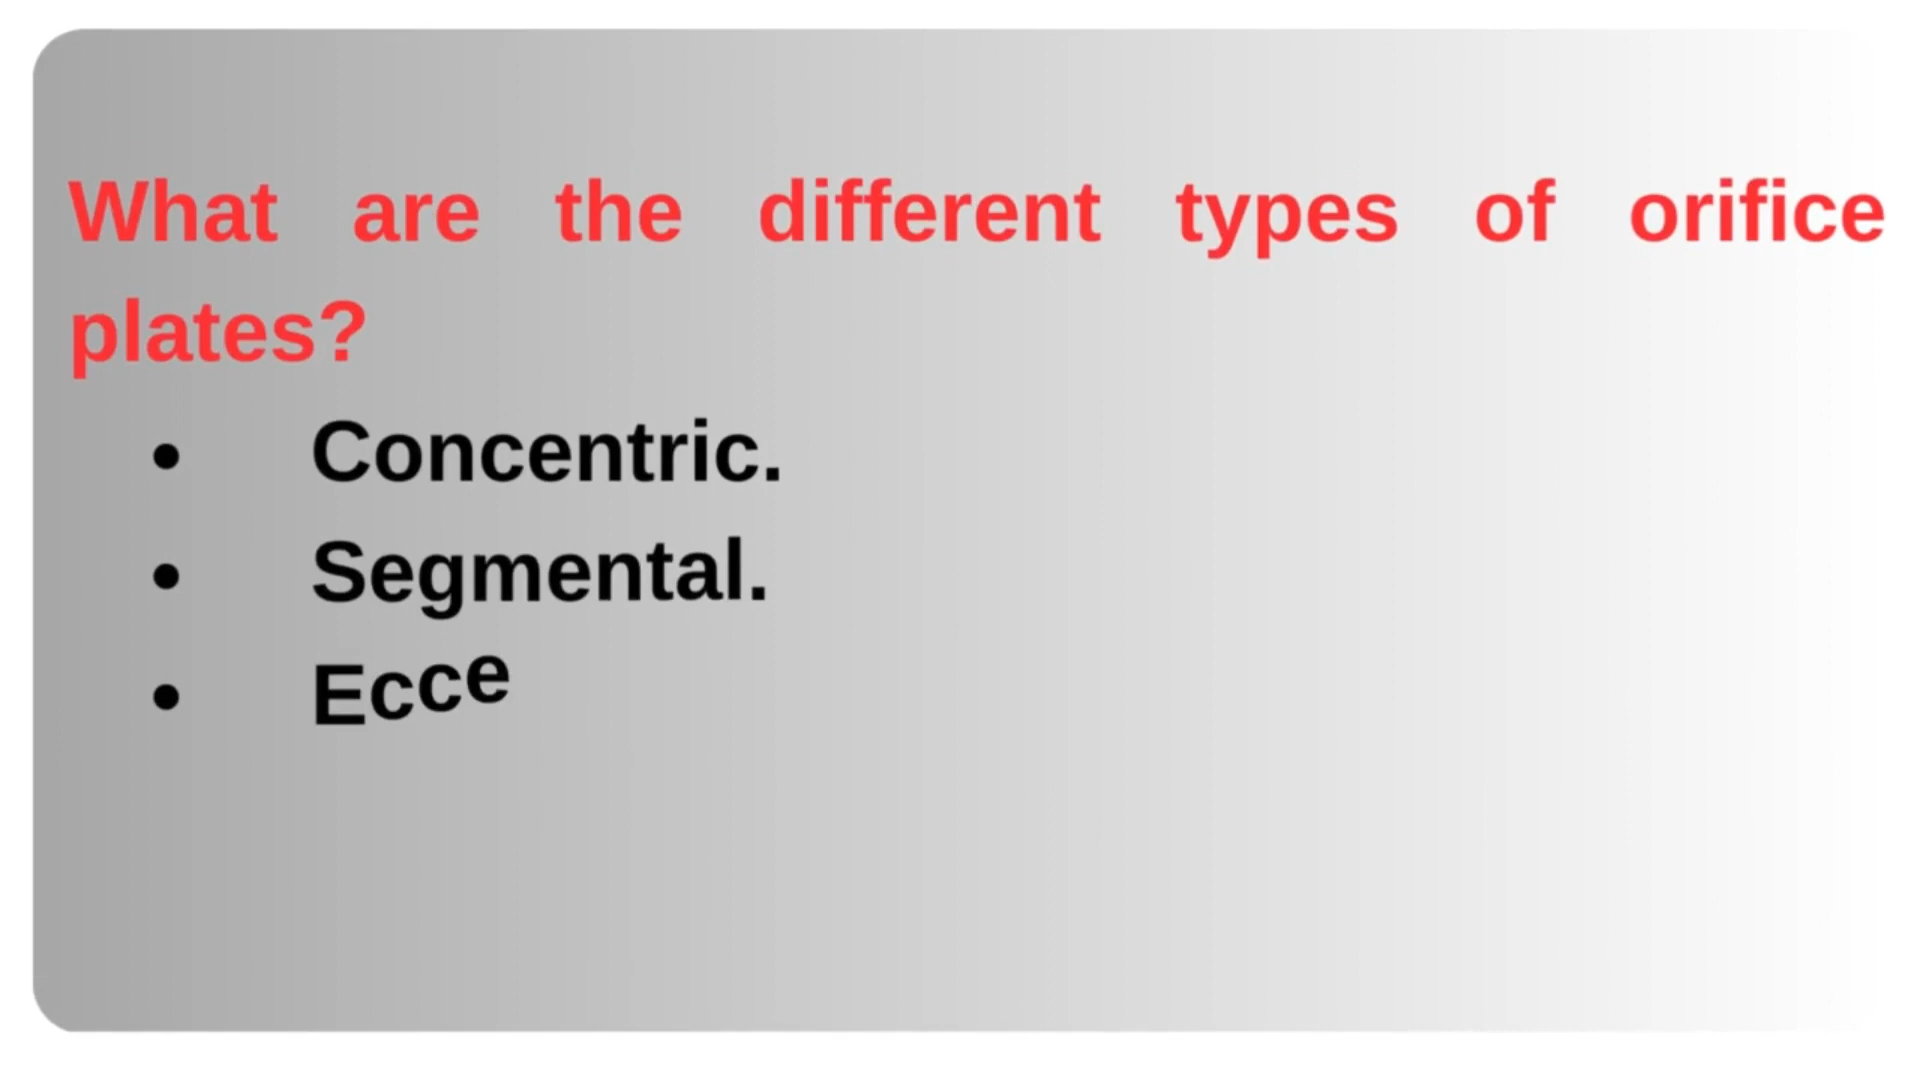 What are the different types of orifice
plates?
• Concentric.
• Segmental.
• Ecce